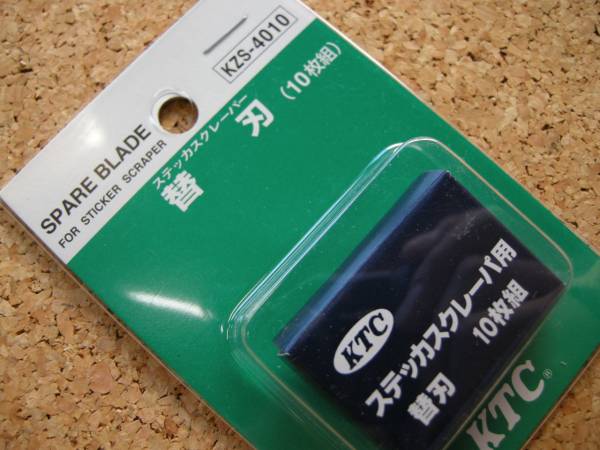 KZS-4010
SPARE BLADE
FOR STICKER SCRAPER
ステッカスクレーパー
替刃(10枚組)
KTC
ステッカスクレーパ用
替刃 10枚組
KTC®